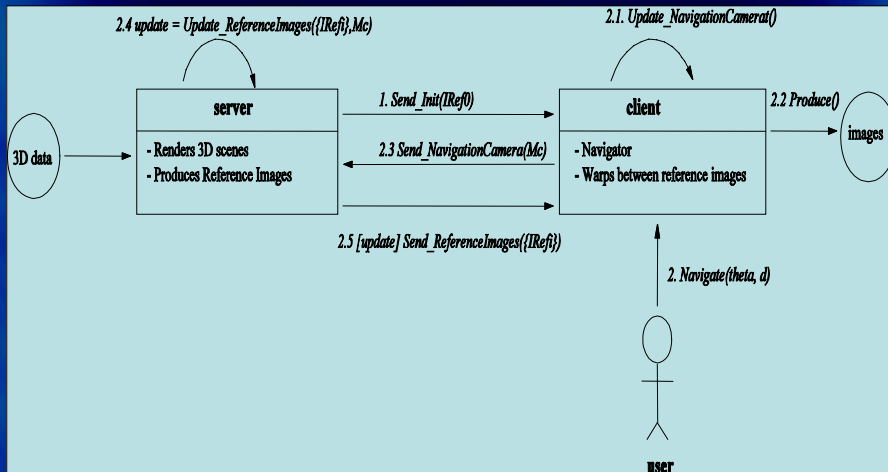 2.4 update = Update_ReferenceImages({IRefi},Mc)
2.1. Update_NavigationCamerat()
server
1. Send_Init(IRef0)
client
2.2 Produce()
3D data
- Renders 3D scenes
- Produces Reference Images
2.3 Send_NavigationCamera(Mc)
- Navigator
- Warps between reference images
images
2.5 [update] Send_ReferenceImages({IRefi})
2. Navigate(theta, d)
user